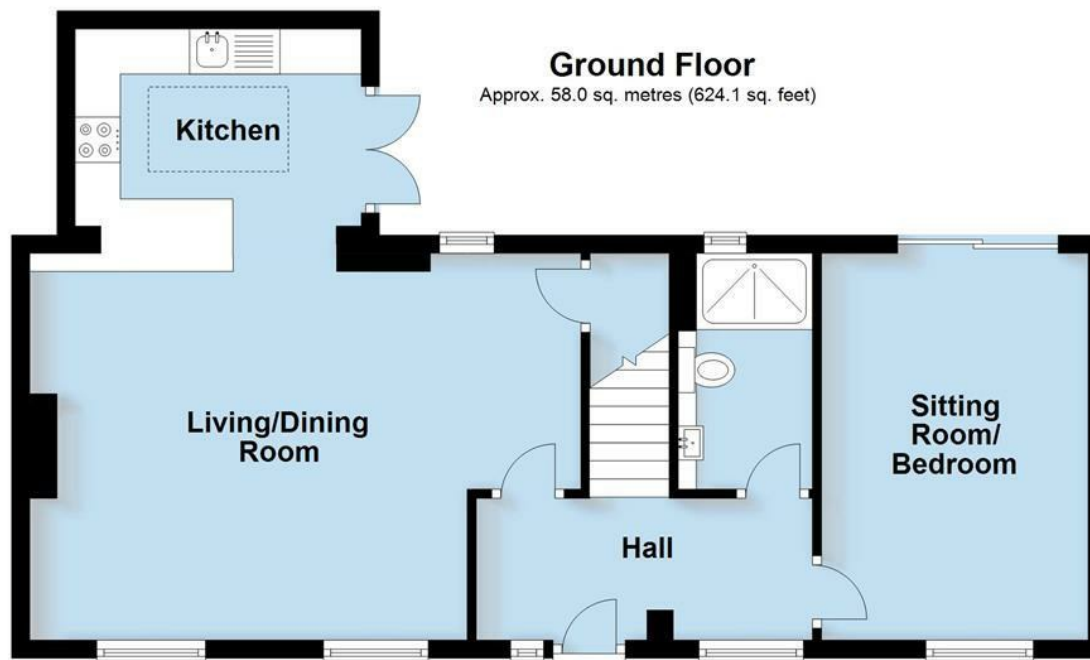 Ground Floor
Approx. 58.0 sq. metres (624.1 sq. feet)
Kitchen
Living/Dining
Room
Sitting
Room/
Bedroom
Hall